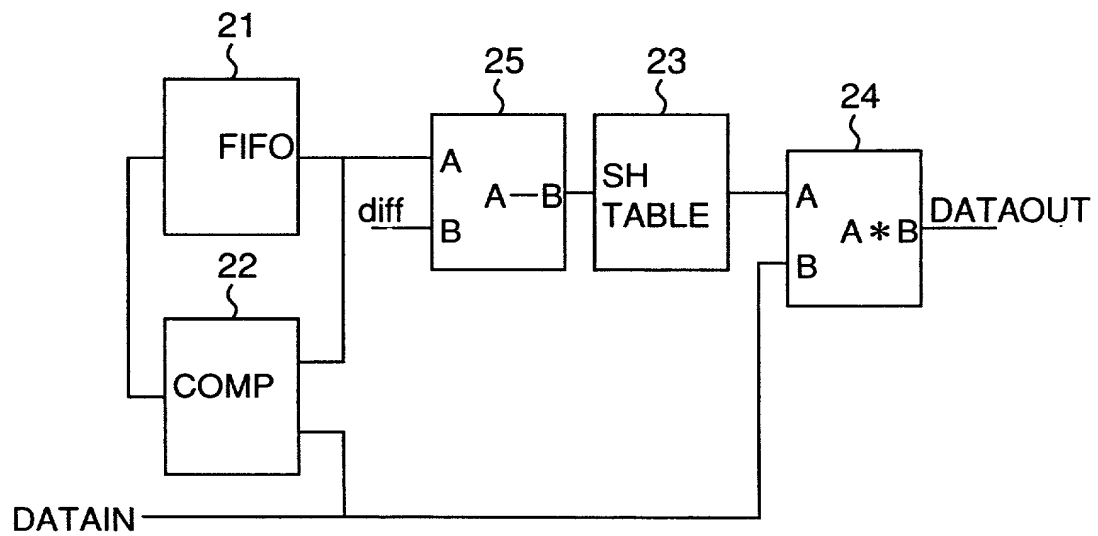 21
FIFO
25
A
A—B
diff
B
23
SH
TABLE
24
A
A*B
B
DATAOUT
22
COMP
DATAIN